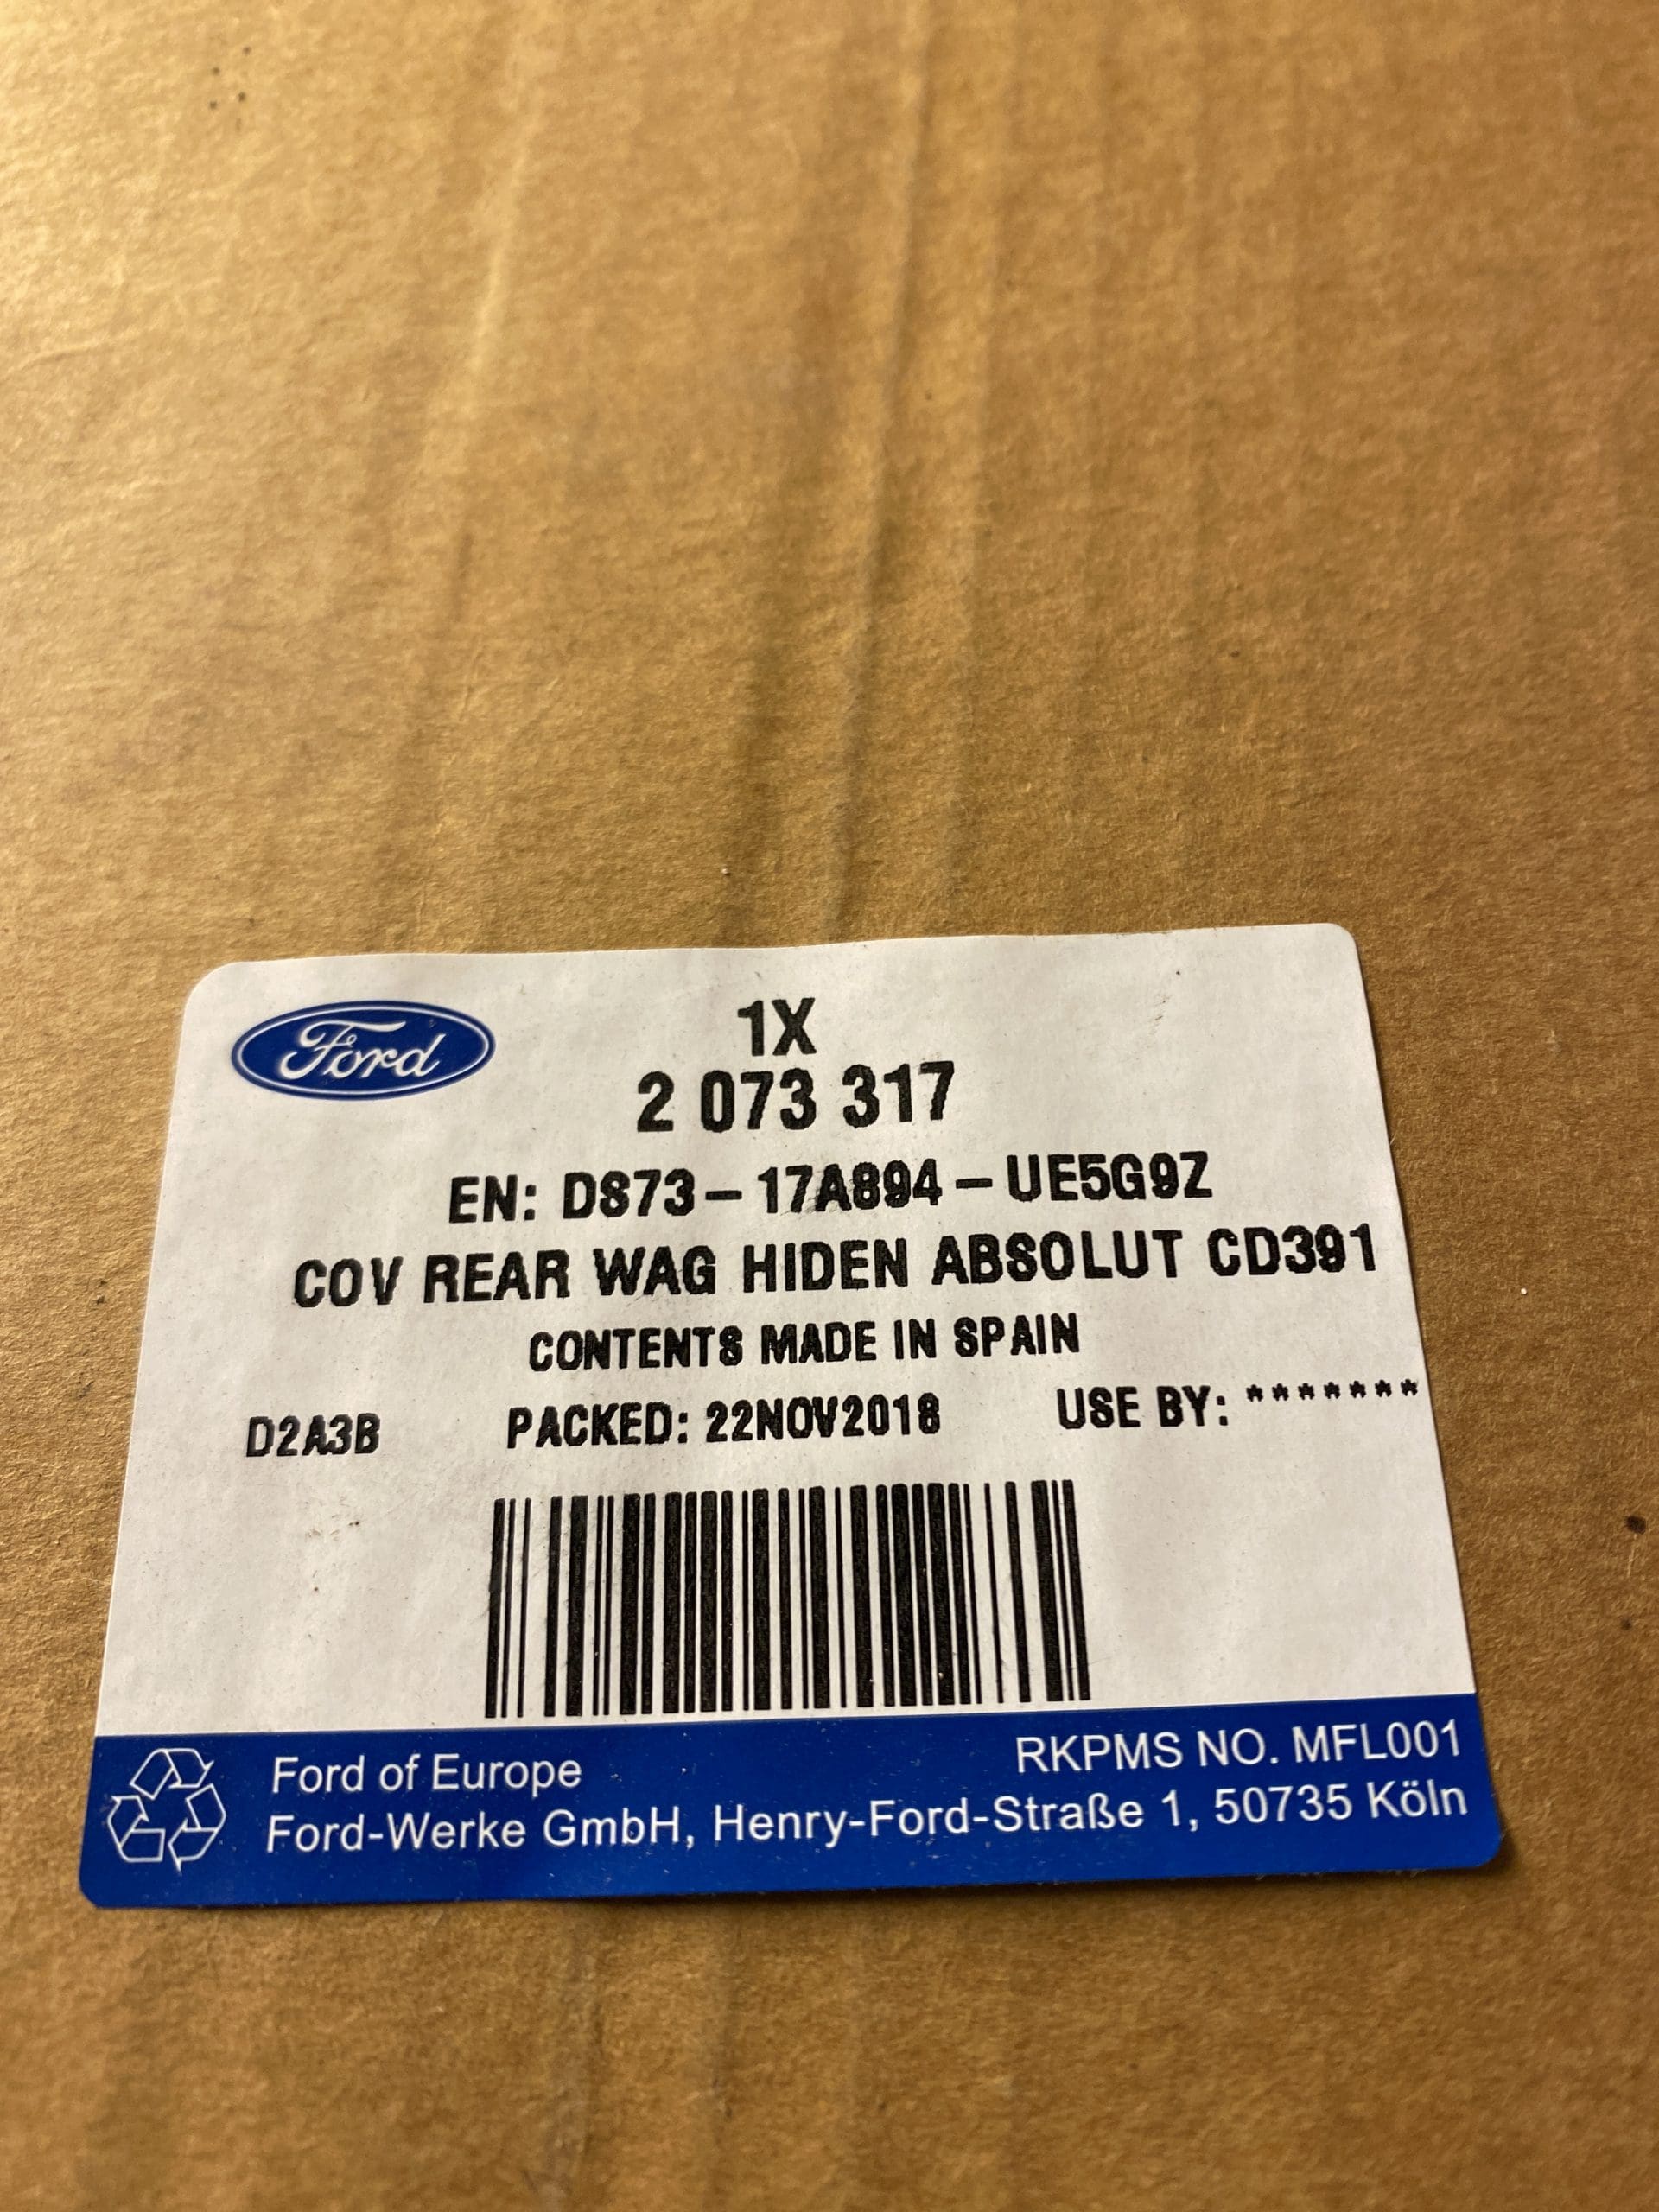 Ford
1X
2 073 317
EN: DS73-17A894-UE5G9Z
COV REAR WAG HIDEN ABSOLUT CD391
CONTENTS MADE IN SPAIN
D2A3B PACKED: 22NOV2018 USE BY: *******
Ford of Europe RKPMS NO. MFL001
Ford-Werke GmbH, Henry-Ford-Straße 1, 50735 Köln